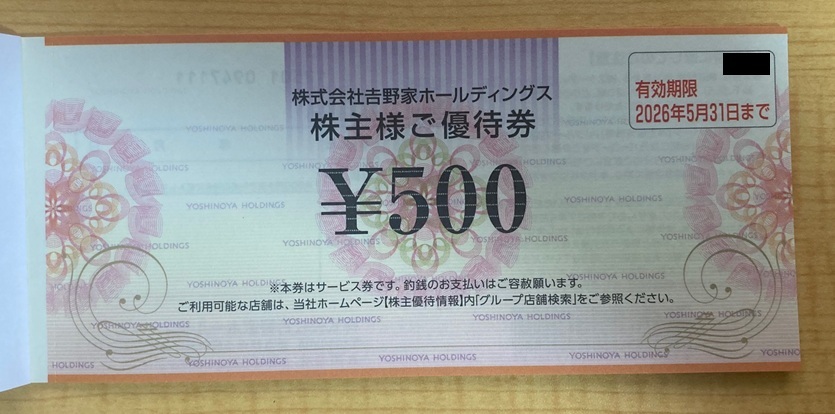 株式会社吉野家ホールディングス
株主様ご優待券
¥500
有効期限
2026年5月31日まで
※本券はサービス券です。釣銭のお支払いはご容赦願います。
ご利用可能な店舗は、当社ホームページ【株主優待情報】内「グループ店舗検索」をご参照ください。
YOSHINOYA HOLDINGS